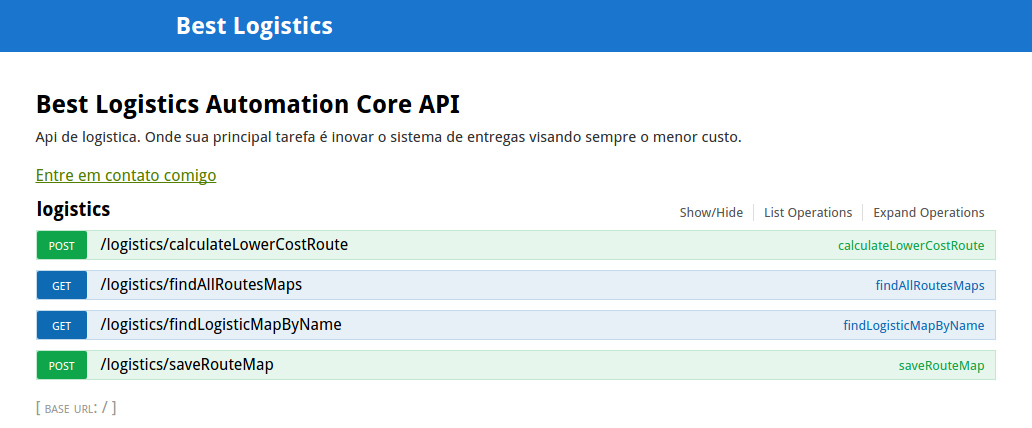 Best Logistics
Best Logistics Automation Core API
Api de logistica. Onde sua principal tarefa é inovar o sistema de entregas visando sempre o menor custo.
Entre em contato comigo
logistics Show/Hide List Operations Expand Operations
POST /logistics/calculateLowerCostRoute calculateLowerCostRoute
GET /logistics/findAllRoutesMaps findAllRoutesMaps
GET /logistics/findLogisticMapByName findLogisticMapByName
POST /logistics/saveRouteMap saveRouteMap
[ BASE URL: / ]